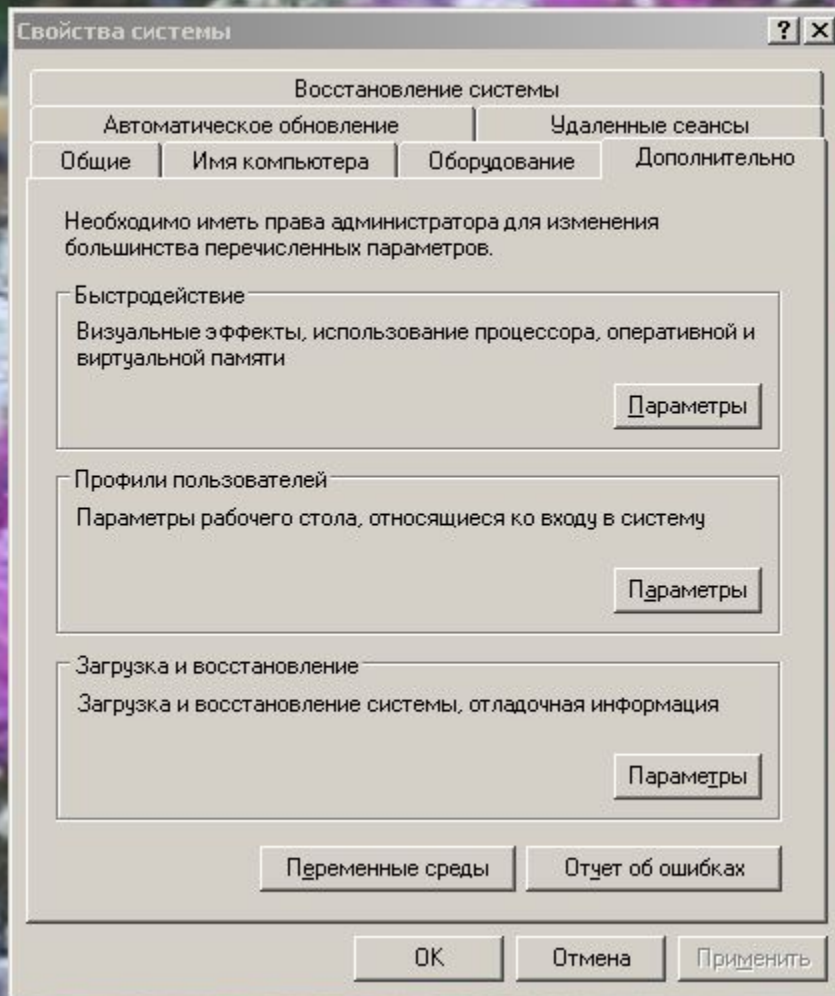 Свойства системы
Восстановление системы
Автоматическое обновление Удаленные сеансы
Общие Имя компьютера Оборудование Дополнительно
Необходимо иметь права администратора для изменения
большинства перечисленных параметров.
Быстродействие
Визуальные эффекты, использование процессора, оперативной и
виртуальной памяти
Параметры
Профили пользователей
Параметры рабочего стола, относящиеся ко входу в систему
Параметры
Загрузка и восстановление
Загрузка и восстановление системы, отладочная информация
Параметры
Переменные среды Отчет об ошибках
OK Отмена Применить